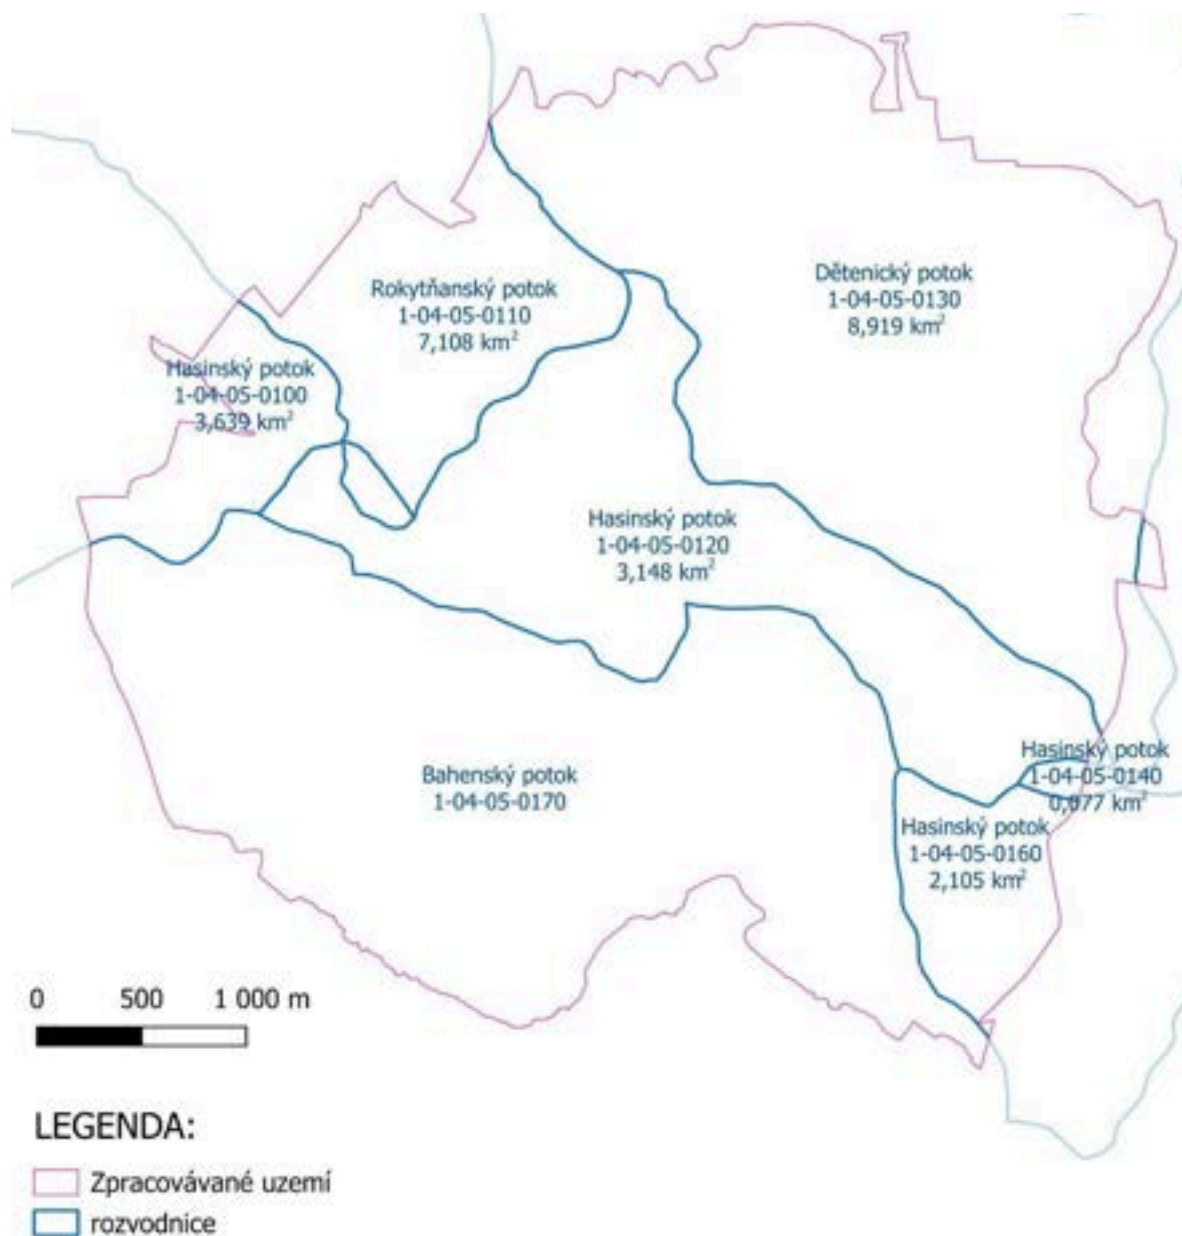 Dětenický potok
1-04-05-0130
8,919 km²
Rokytňanský potok
1-04-05-0110
7,108 km²
Hasinský potok
1-04-05-0100
3,639 km²
Hasinský potok
1-04-05-0120
3,148 km²
Hasinský potok
1-04-05-0140
0,077 km²
Bahenský potok
1-04-05-0170
Hasinský potok
1-04-05-0160
2,105 km²
0 500 1 000 m
LEGENDA:
Zpracovávané uzemí
rozvodnice